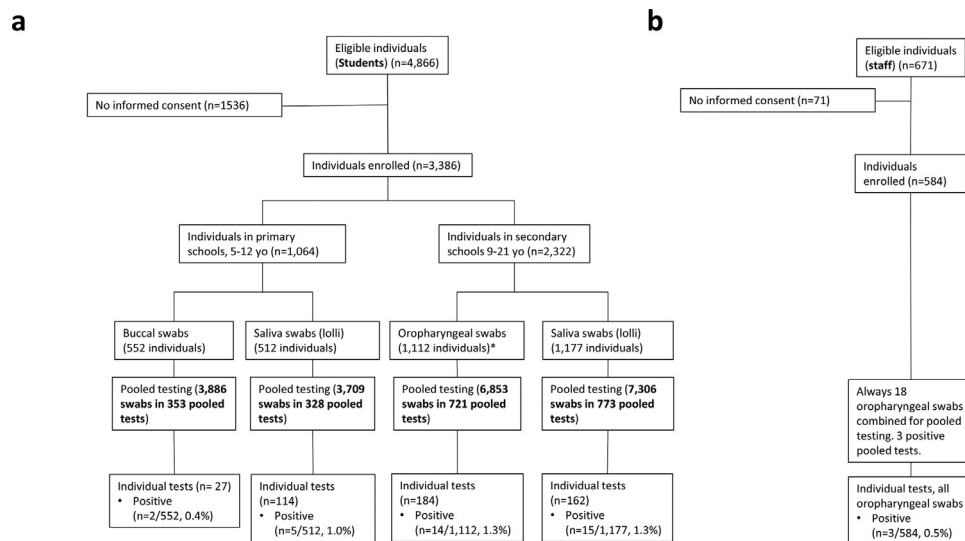 a
Eligible individuals
(Students) (n=4,866)
No informed consent (n=1536)
Individuals enrolled (n=3,386)
Individuals in primary
schools, 5-12 yo (n=1,064)
Individuals in secondary
schools 9-21 yo (n=2,322)
Buccal swabs
(552 individuals)
Saliva swabs (lolli)
(512 individuals)
Oropharyngeal swabs
(1,112 individuals)*
Saliva swabs (lolli)
(1,177 individuals)
Pooled testing (3,886
swabs in 353 pooled
tests)
Pooled testing (3,709
swabs in 328 pooled
tests)
Pooled testing (6,853
swabs in 721 pooled
tests)
Pooled testing (7,306
swabs in 773 pooled
tests)
Individual tests (n= 27)
• Positive
(n=2/552, 0.4%)
Individual tests
(n=114)
• Positive
(n=5/512, 1.0%)
Individual tests
(n=184)
• Positive
(n=14/1,112, 1.3%)
Individual tests
(n=162)
• Positive
(n=15/1,177, 1.3%)
b
Eligible individuals
(staff) (n=671)
No informed consent (n=71)
Individuals
enrolled (n=584)
Always 18
oropharyngeal swabs
combined for pooled
testing. 3 positive
pooled tests.
Individual tests, all
oropharyngeal swabs
• Positive
(n=3/584, 0.5%)